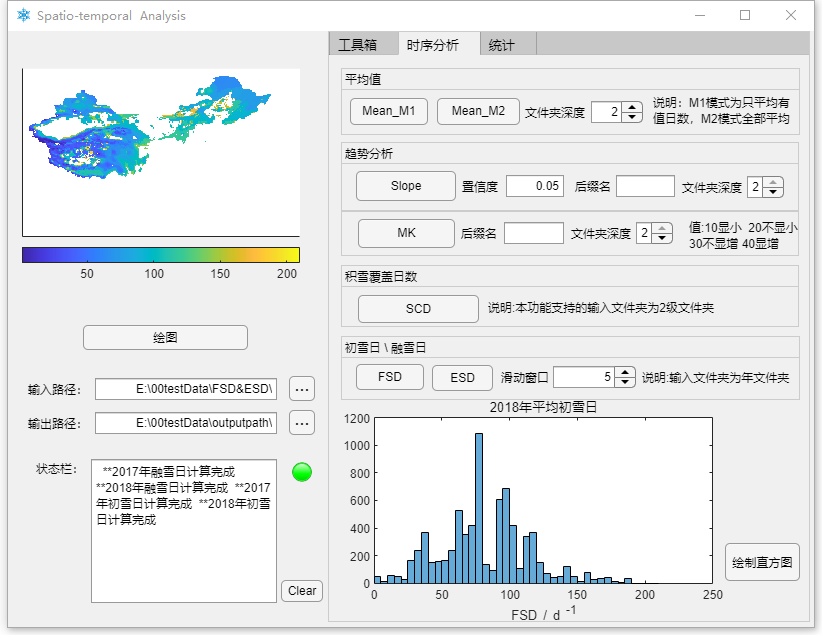 Spatio-temporal Analysis
工具箱 时序分析 统计
平均值
Mean_M1 Mean_M2 文件夹深度 2 说明：M1模式为只平均有
值日数，M2模式全部平均
趋势分析
Slope 置信度 0.05 后缀名 文件夹深度 2
MK 后缀名 文件夹深度 2 值:10显小 20不显小
30不显增 40显增
积雪覆盖日数
SCD 说明:本功能支持的输入文件夹为2级文件夹
初雪日 \ 融雪日
FSD ESD 滑动窗口 5 说明:输入文件夹为年文件夹
50 100 150 200
绘图
输入路径： E:\00testData\FSD&ESD\ ...
输出路径： E:\00testData\outputpath\ ...
状态栏： **2017年融雪日计算完成
**2018年融雪日计算完成 **2017
年初雪日计算完成 **2018年初雪
日计算完成
Clear
2018年平均初雪日
1200
1000
800
600
400
200
0
0 50 100 150 200 250
FSD / d -1
绘制直方图